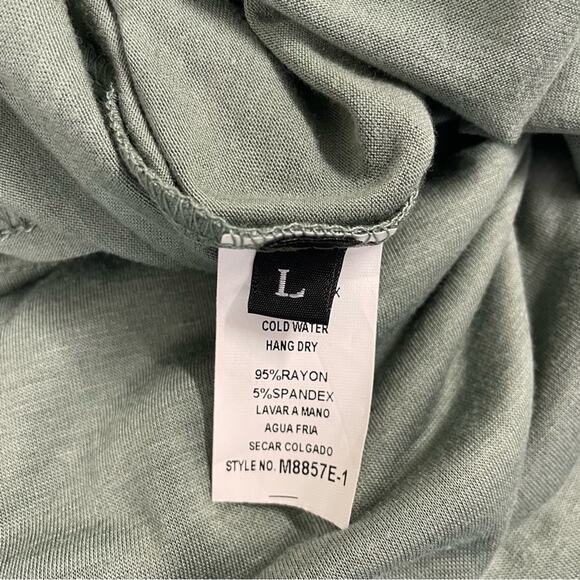 L
COLD WATER
HANG DRY
95%RAYON
5%SPANDEX
LAVAR A MANO
AGUA FRIA
SECAR COLGADO
STYLE NO. M8857E-1